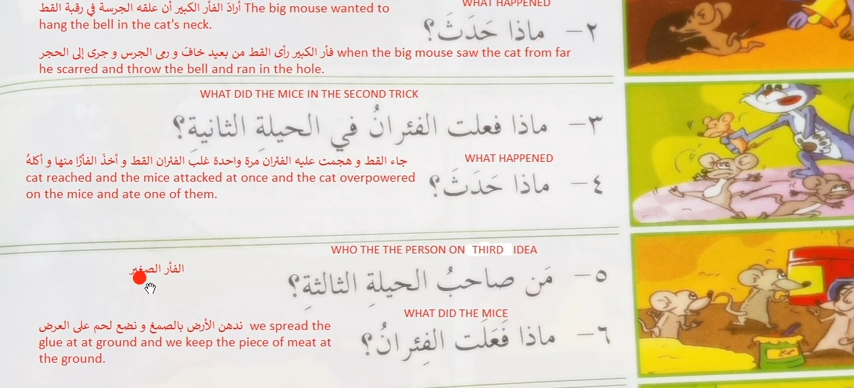 أرادَ الفأر الكبير أن علقه الجرسة في رقبة القط The big mouse wanted to
hang the bell in the cat's neck.
WHAT HAPPENED
٢- ماذا حَدَثَ؟
فأر الكبير رأى القط من بعيد خافَ و رمى الجرس و جرى إلى الحجر when the big mouse saw the cat from far
he scarred and throw the bell and ran in the hole.
WHAT DID THE MICE IN THE SECOND TRICK
٣- ماذا فعلت الفئرانُ في الحيلةِ الثانيةِ؟
جاء القط و هجمت عليه الفئران مرة واحدة غلبَ الفئران القط و أخذّ الفأرًا منها و أكلهُ
WHAT HAPPENED
cat reached and the mice attacked at once and the cat overpowered
٤- ماذا حَدَثَ؟
on the mice and ate one of them.
WHO THE THE PERSON ON THIRD IDEA
الفأر الصغير
٥- مَن صاحبُ الحيلةِ الثالثةِ؟
WHAT DID THE MICE
ندهن الأرضَ بالصمغ و نضع لحم على العرض we spread the
٦- ماذا فَعَلَت الفِئرانُ؟
glue at at ground and we keep the piece of meat at
the ground.